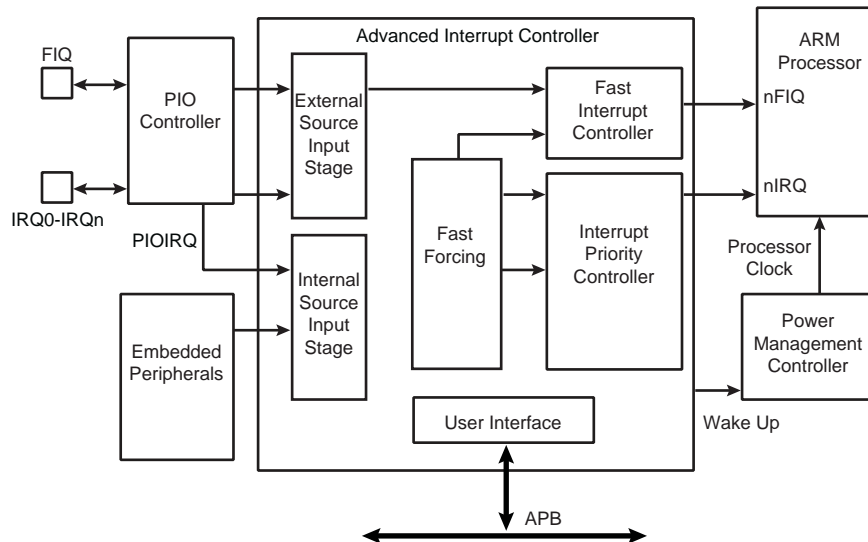 Advanced Interrupt Controller
FIQ
PIO
Controller
External
Source
Input
Stage
Fast
Interrupt
Controller
ARM
Processor
nFIQ
nIRQ
IRQ0-IRQn
PIOIRQ
Fast
Forcing
Interrupt
Priority
Controller
Processor
Clock
Internal
Source
Input
Stage
Embedded
Peripherals
Power
Management
Controller
User Interface
Wake Up
APB